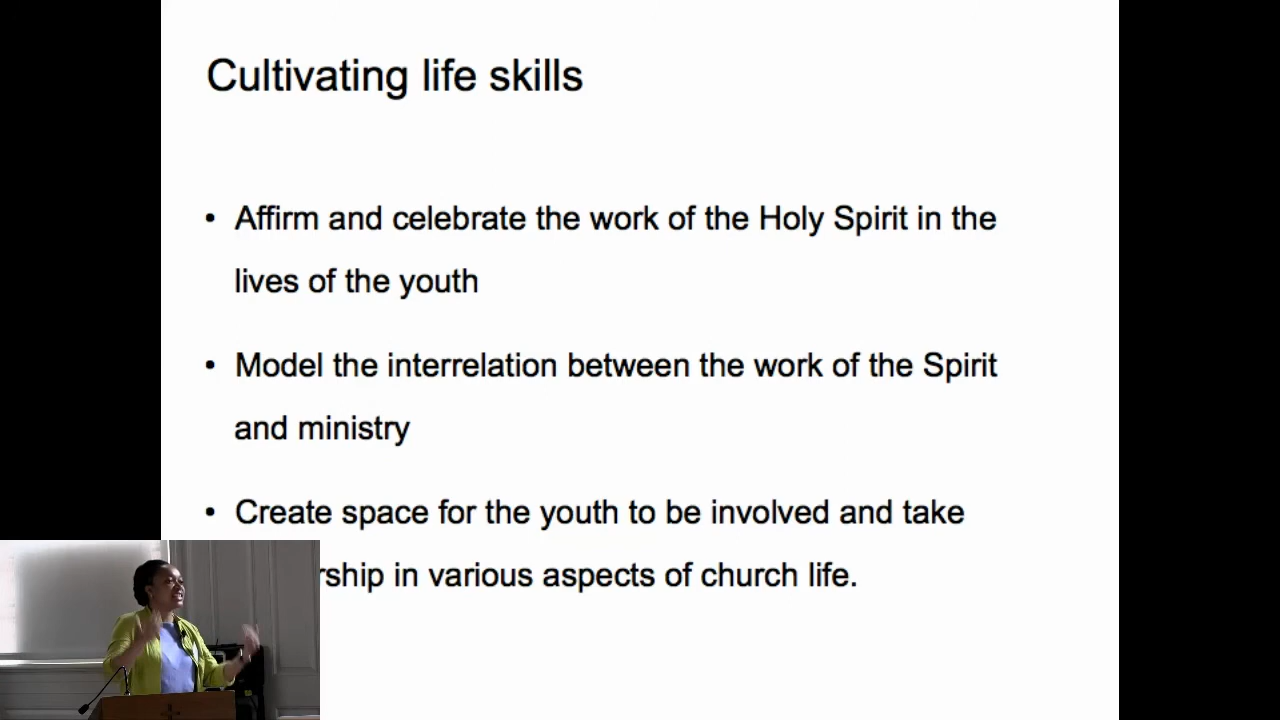 Cultivating life skills
• Affirm and celebrate the work of the Holy Spirit in the
lives of the youth
• Model the interrelation between the work of the Spirit
and ministry
• Create space for the youth to be involved and take
in various aspects of church life.